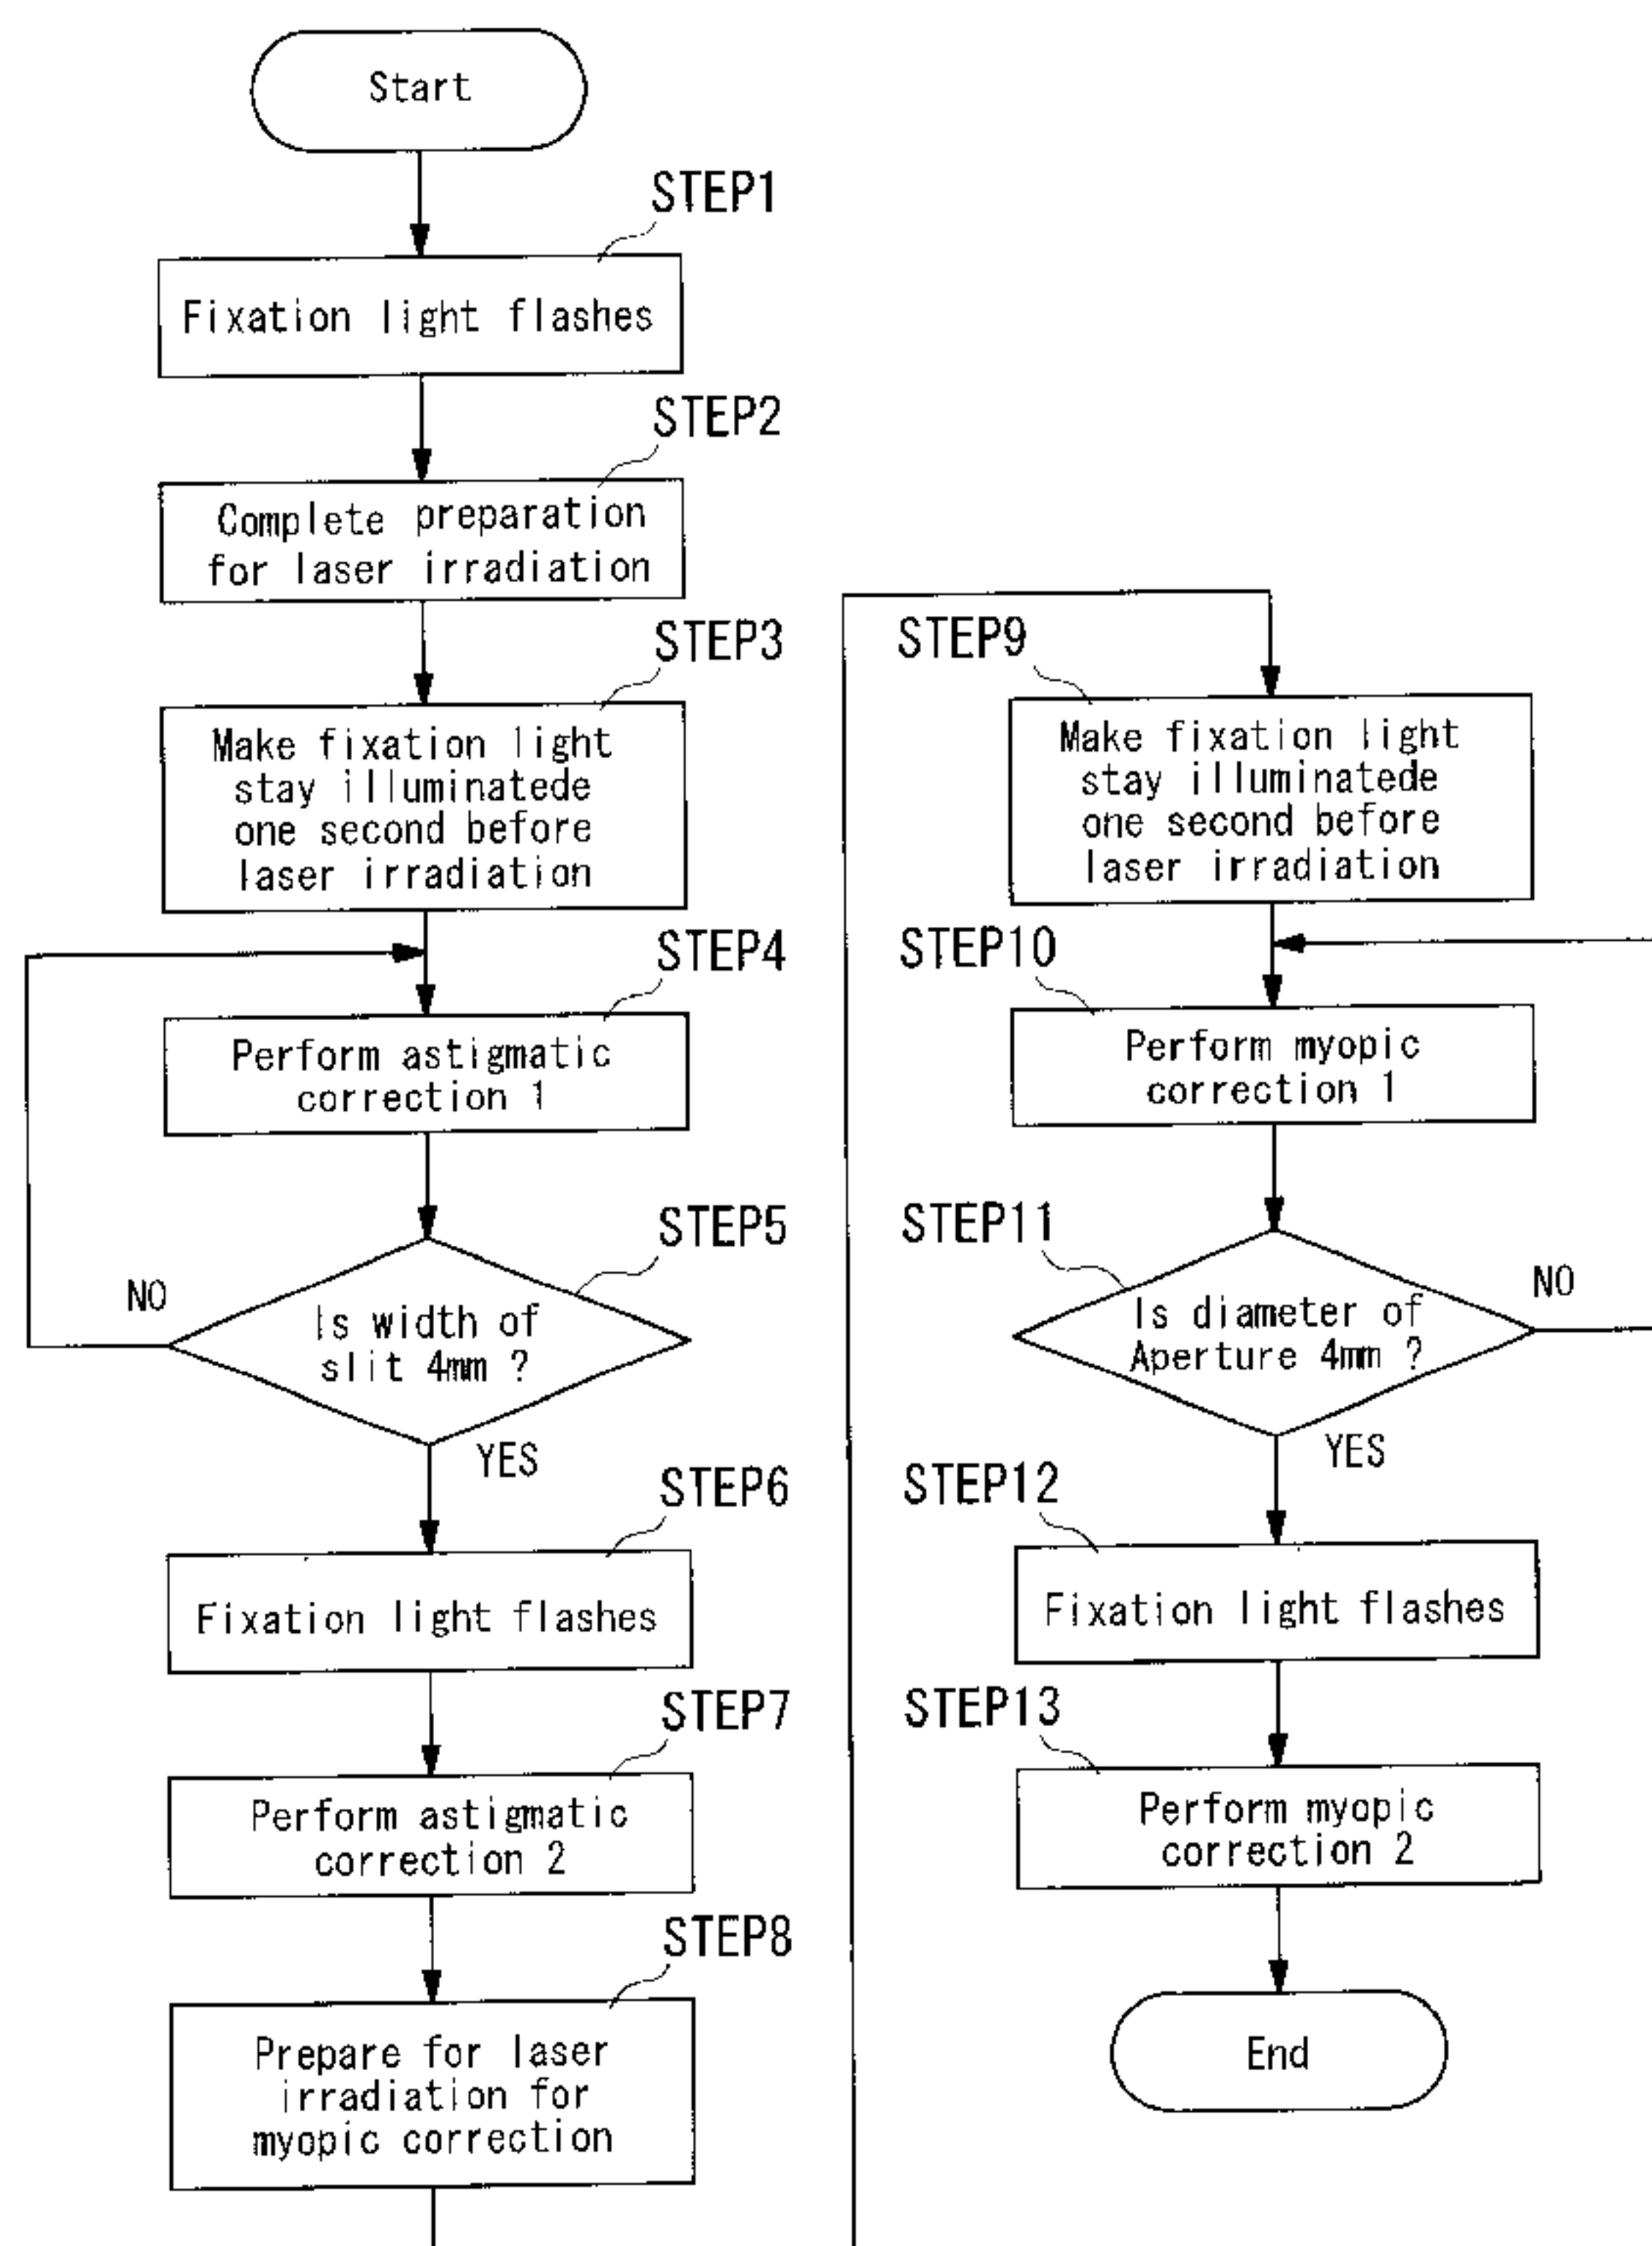 Start
STEP1
Fixation light flashes
STEP2
Complete preparation
for laser irradiation
STEP3
Make fixation light
stay illuminatede
one second before
laser irradiation
STEP4
Perform astigmatic
correction 1
STEP5
NO
Is width of
slit 4mm ?
YES
STEP6
Fixation light flashes
STEP7
Perform astigmatic
correction 2
STEP8
Prepare for laser
irradiation for
myopic correction
STEP9
Make fixation light
stay illuminatede
one second before
laser irradiation
STEP10
Perform myopic
correction 1
STEP11
NO
Is diameter of
Aperture 4mm ?
YES
STEP12
Fixation light flashes
STEP13
Perform myopic
correction 2
End